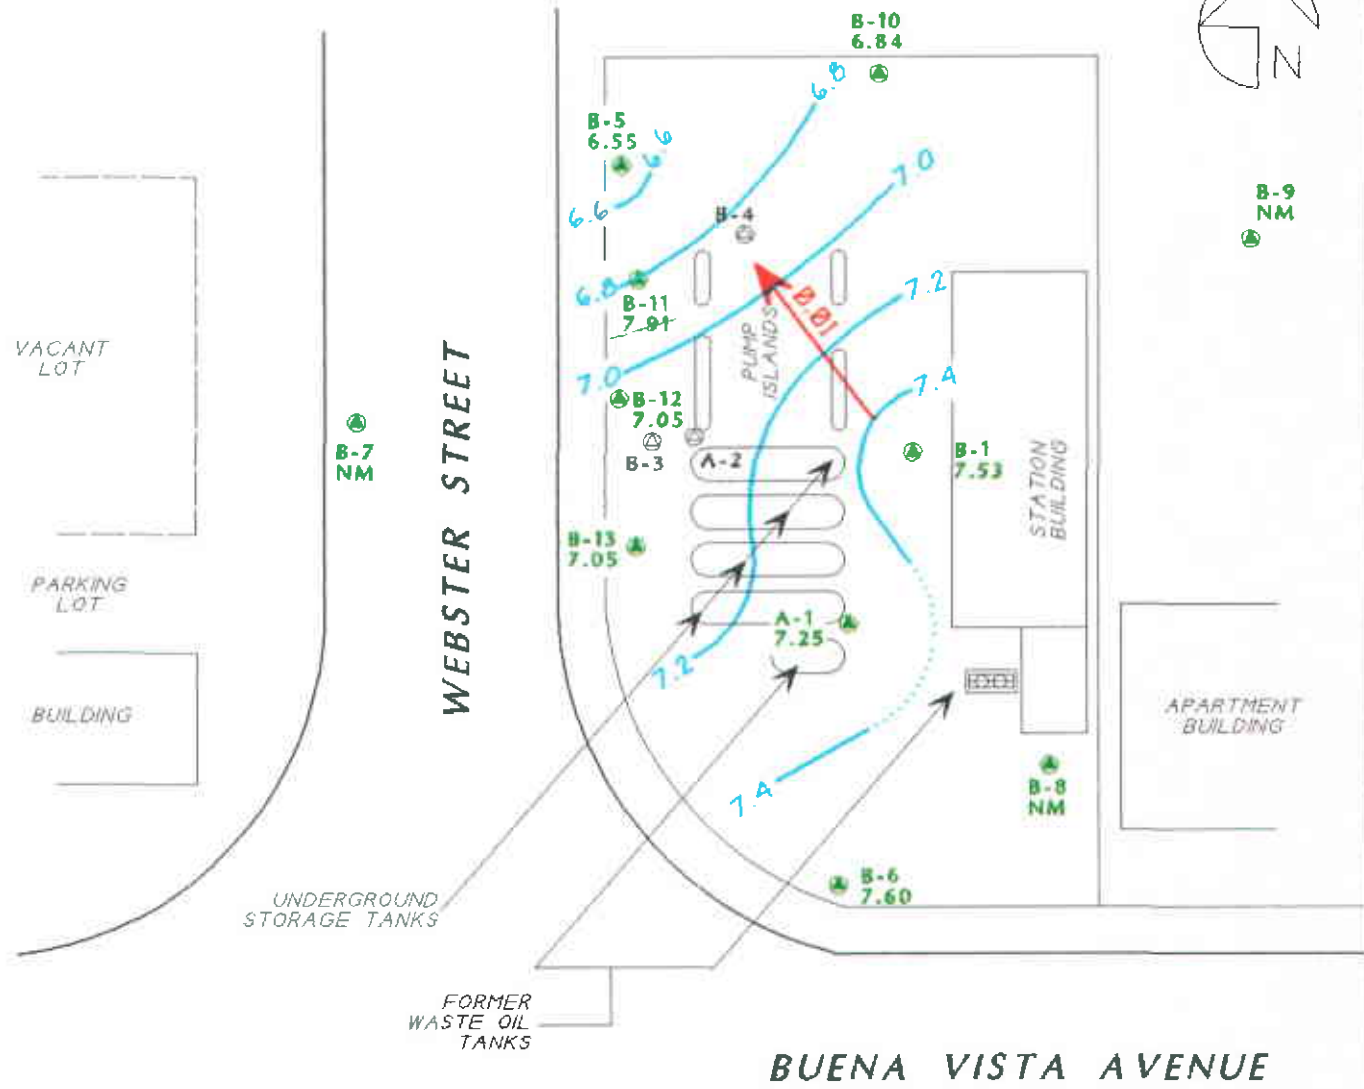 B-10
6.84
N
6.8
B-5
6.55
6.6
7.0
B-9
NM
6.6
B-4
7.2
6.8
B-11
7.91
0.01
PUMP
ISLANDS
VACANT
LOT
7.0
7.4
B-12
7.05
B-7
NM
B-3
A-2
B-1
7.53
STATION
BUILDING
WEBSTER STREET
B-13
7.05
PARKING
LOT
A-1
7.25
7.2
BUILDING
APARTMENT
BUILDING
7.4
B-8
NM
B-6
7.60
UNDERGROUND
STORAGE TANKS
FORMER
WASTE OIL
TANKS
BUENA VISTA AVENUE